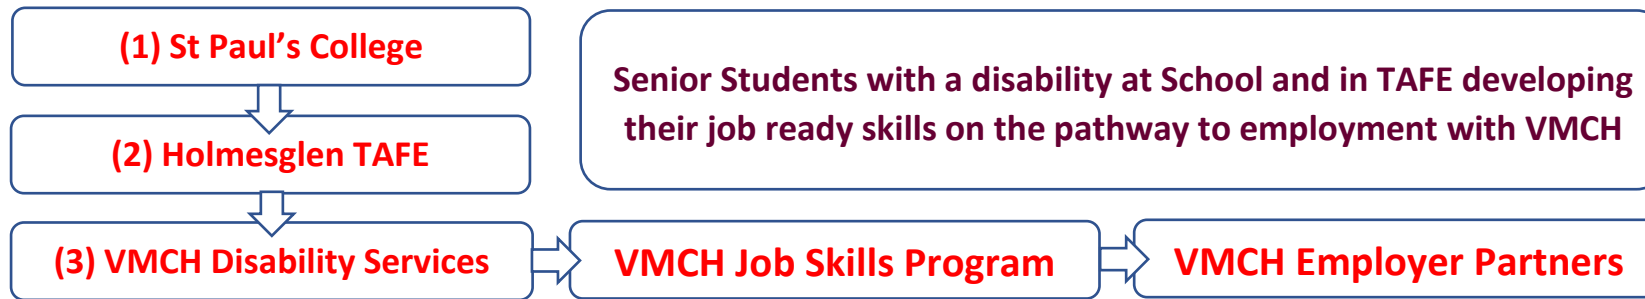 (1) St Paul’s College
Senior Students with a disability at School and in TAFE developing
their job ready skills on the pathway to employment with VMCH
(2) Holmesglen TAFE
(3) VMCH Disability Services
VMCH Job Skills Program
VMCH Employer Partners